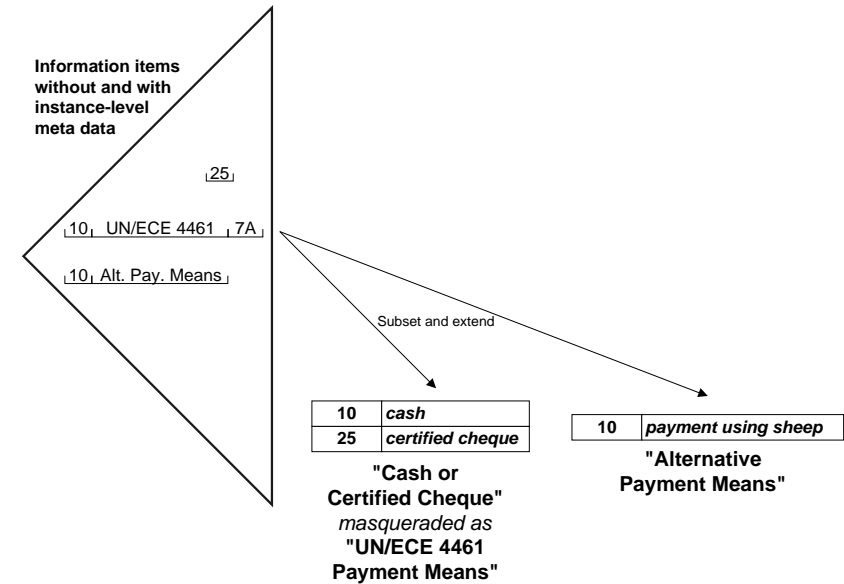 Information items
without and with
instance-level
meta data
25
10 UN/ECE 4461 7A
10 Alt. Pay. Means
Subset and extend
10 cash
25 certified cheque
"Cash or
Certified Cheque"
masqueraded as
"UN/ECE 4461
Payment Means"
10 payment using sheep
"Alternative
Payment Means"